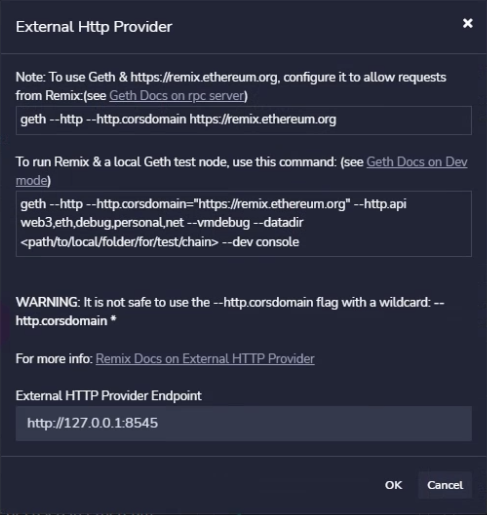 External Http Provider
Note: To use Geth & https://remix.ethereum.org, configure it to allow requests
from Remix:(see Geth Docs on rpc server)
geth --http --http.corsdomain https://remix.ethereum.org
To run Remix & a local Geth test node, use this command: (see Geth Docs on Dev
mode)
geth --http --http.corsdomain="https://remix.ethereum.org" --http.api
web3,eth,debug,personal,net --vmdebug --datadir
<path/to/local/folder/for/test/chain> --dev console
WARNING: It is not safe to use the --http.corsdomain flag with a wildcard: --
http.corsdomain *
For more info: Remix Docs on External HTTP Provider
External HTTP Provider Endpoint
http://127.0.0.1:8545
OK Cancel